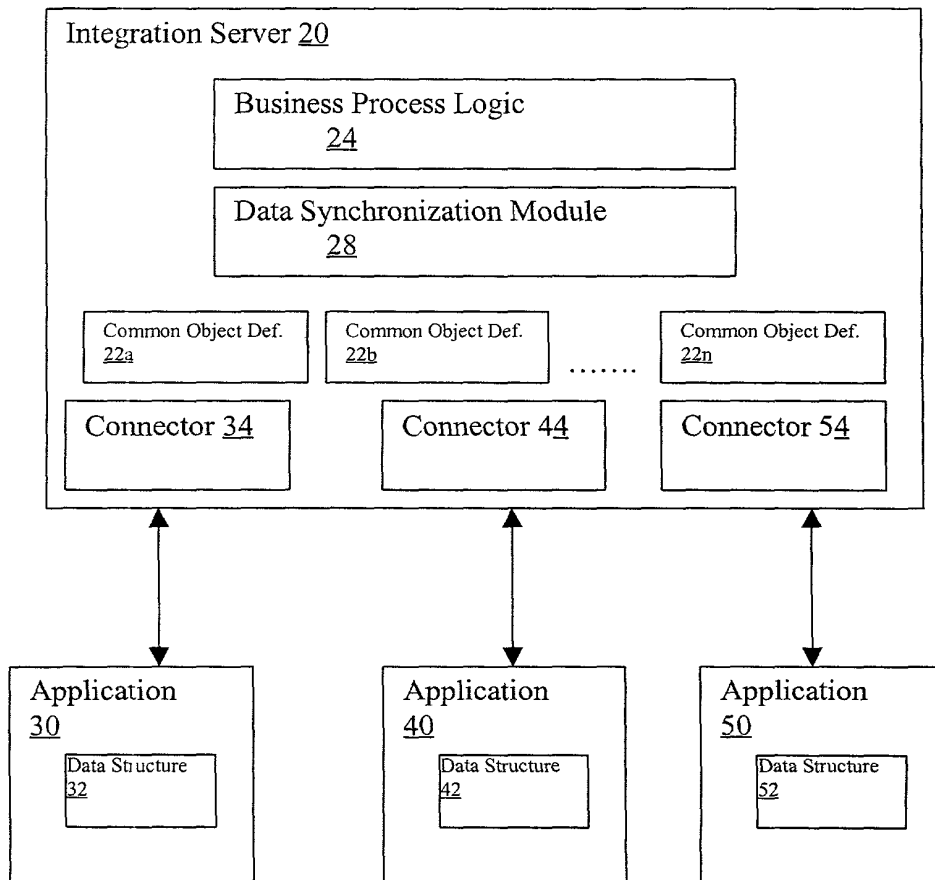 Integration Server 20
Business Process Logic
24
Data Synchronization Module
28
Common Object Def.
22a
Common Object Def.
22b
.......
Common Object Def.
22n
Connector 34
Connector 44
Connector 54
Application
30
Data Structure
32
Application
40
Data Structure
42
Application
50
Data Structure
52